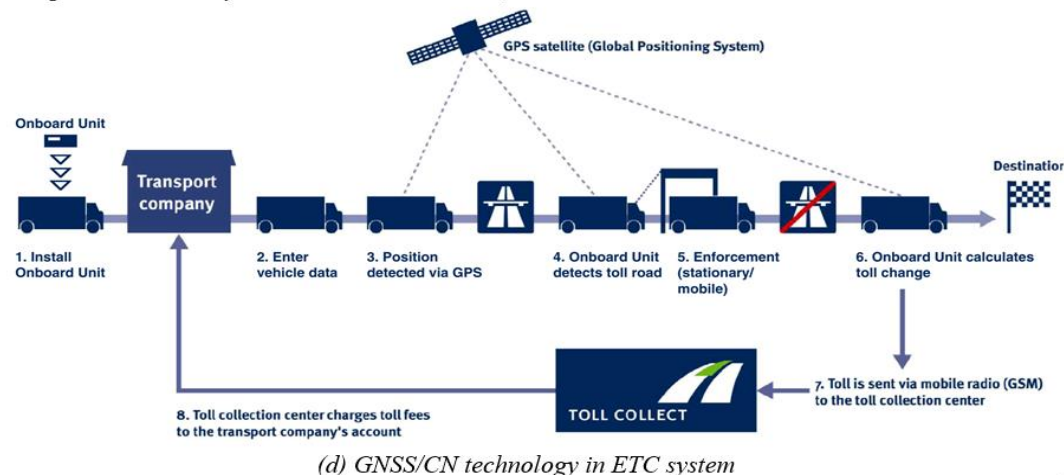 GPS satellite (Global Positioning System)
Onboard Unit
Transport
company
Destination
1. Install
Onboard Unit
2. Enter
vehicle data
3. Position
detected via GPS
4. Onboard Unit
detects toll road
5. Enforcement
(stationary/
mobile)
6. Onboard Unit calculates
toll change
7. Toll is sent via mobile radio (GSM)
to the toll collection center
TOLL COLLECT
8. Toll collection center charges toll fees
to the transport company's account
(d) GNSS/CN technology in ETC system